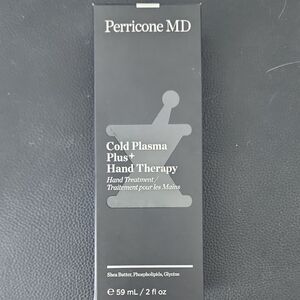 Perricone MD
Cold Plasma
Plus+
Hand Therapy
Hand Treatment /
Traitement pour les Mains
Shea Butter, Phospholipids, Glycine
℮ 59 mL / 2 fl oz